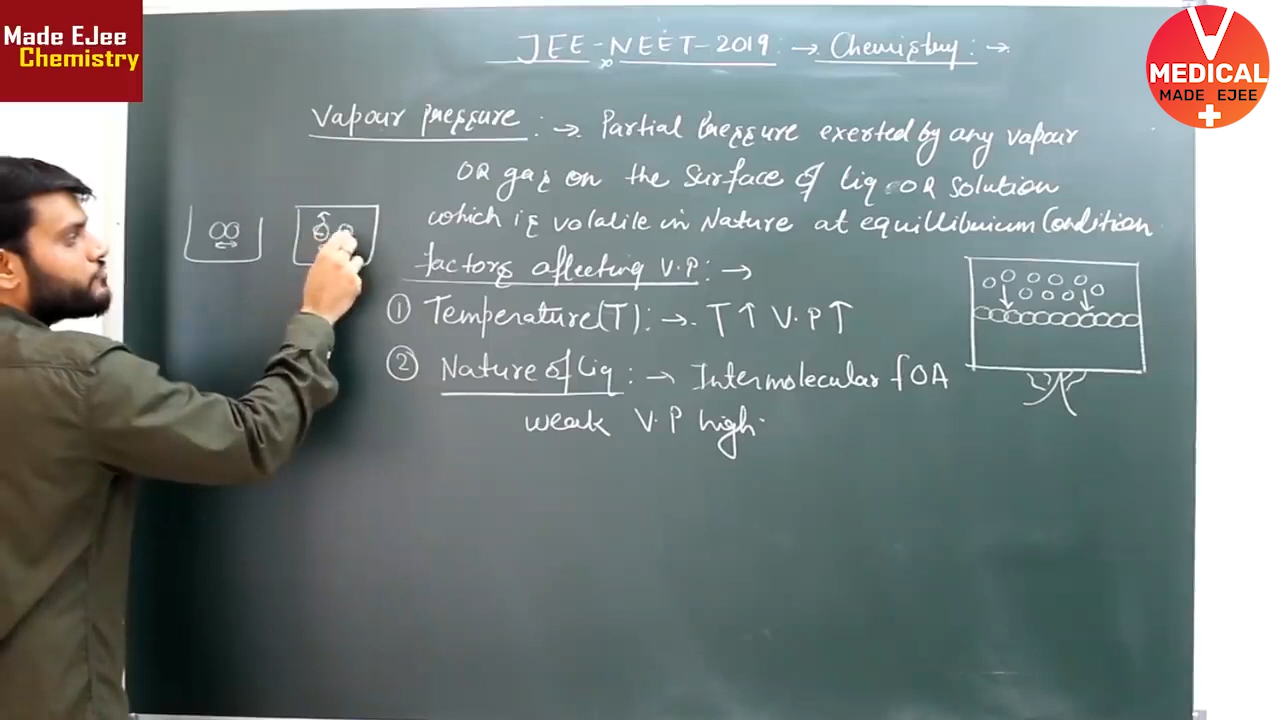 Made EJee
Chemistry
V
MEDICAL
MADE EJEE
JEE-NEET-2019 :→ Chemistry :→
Vapour pressure :→ Partial Pressure exerted by any vapour
OR gas on the surface of liq OR solution
which is volatile in Nature at equillibrium Condition.
factors affecting V.P :→
① Temperature(T) :→ T↑ V.P↑
② Nature of liq :→ Intermolecular fOA
weak V.P high.